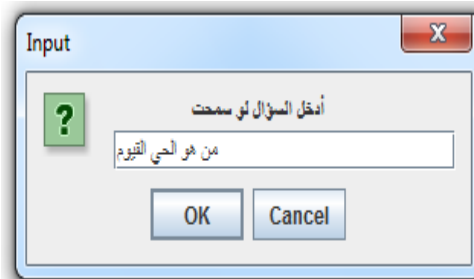 Input
أدخل السؤال لو سمحت
من هو الحي القيوم
OK
Cancel